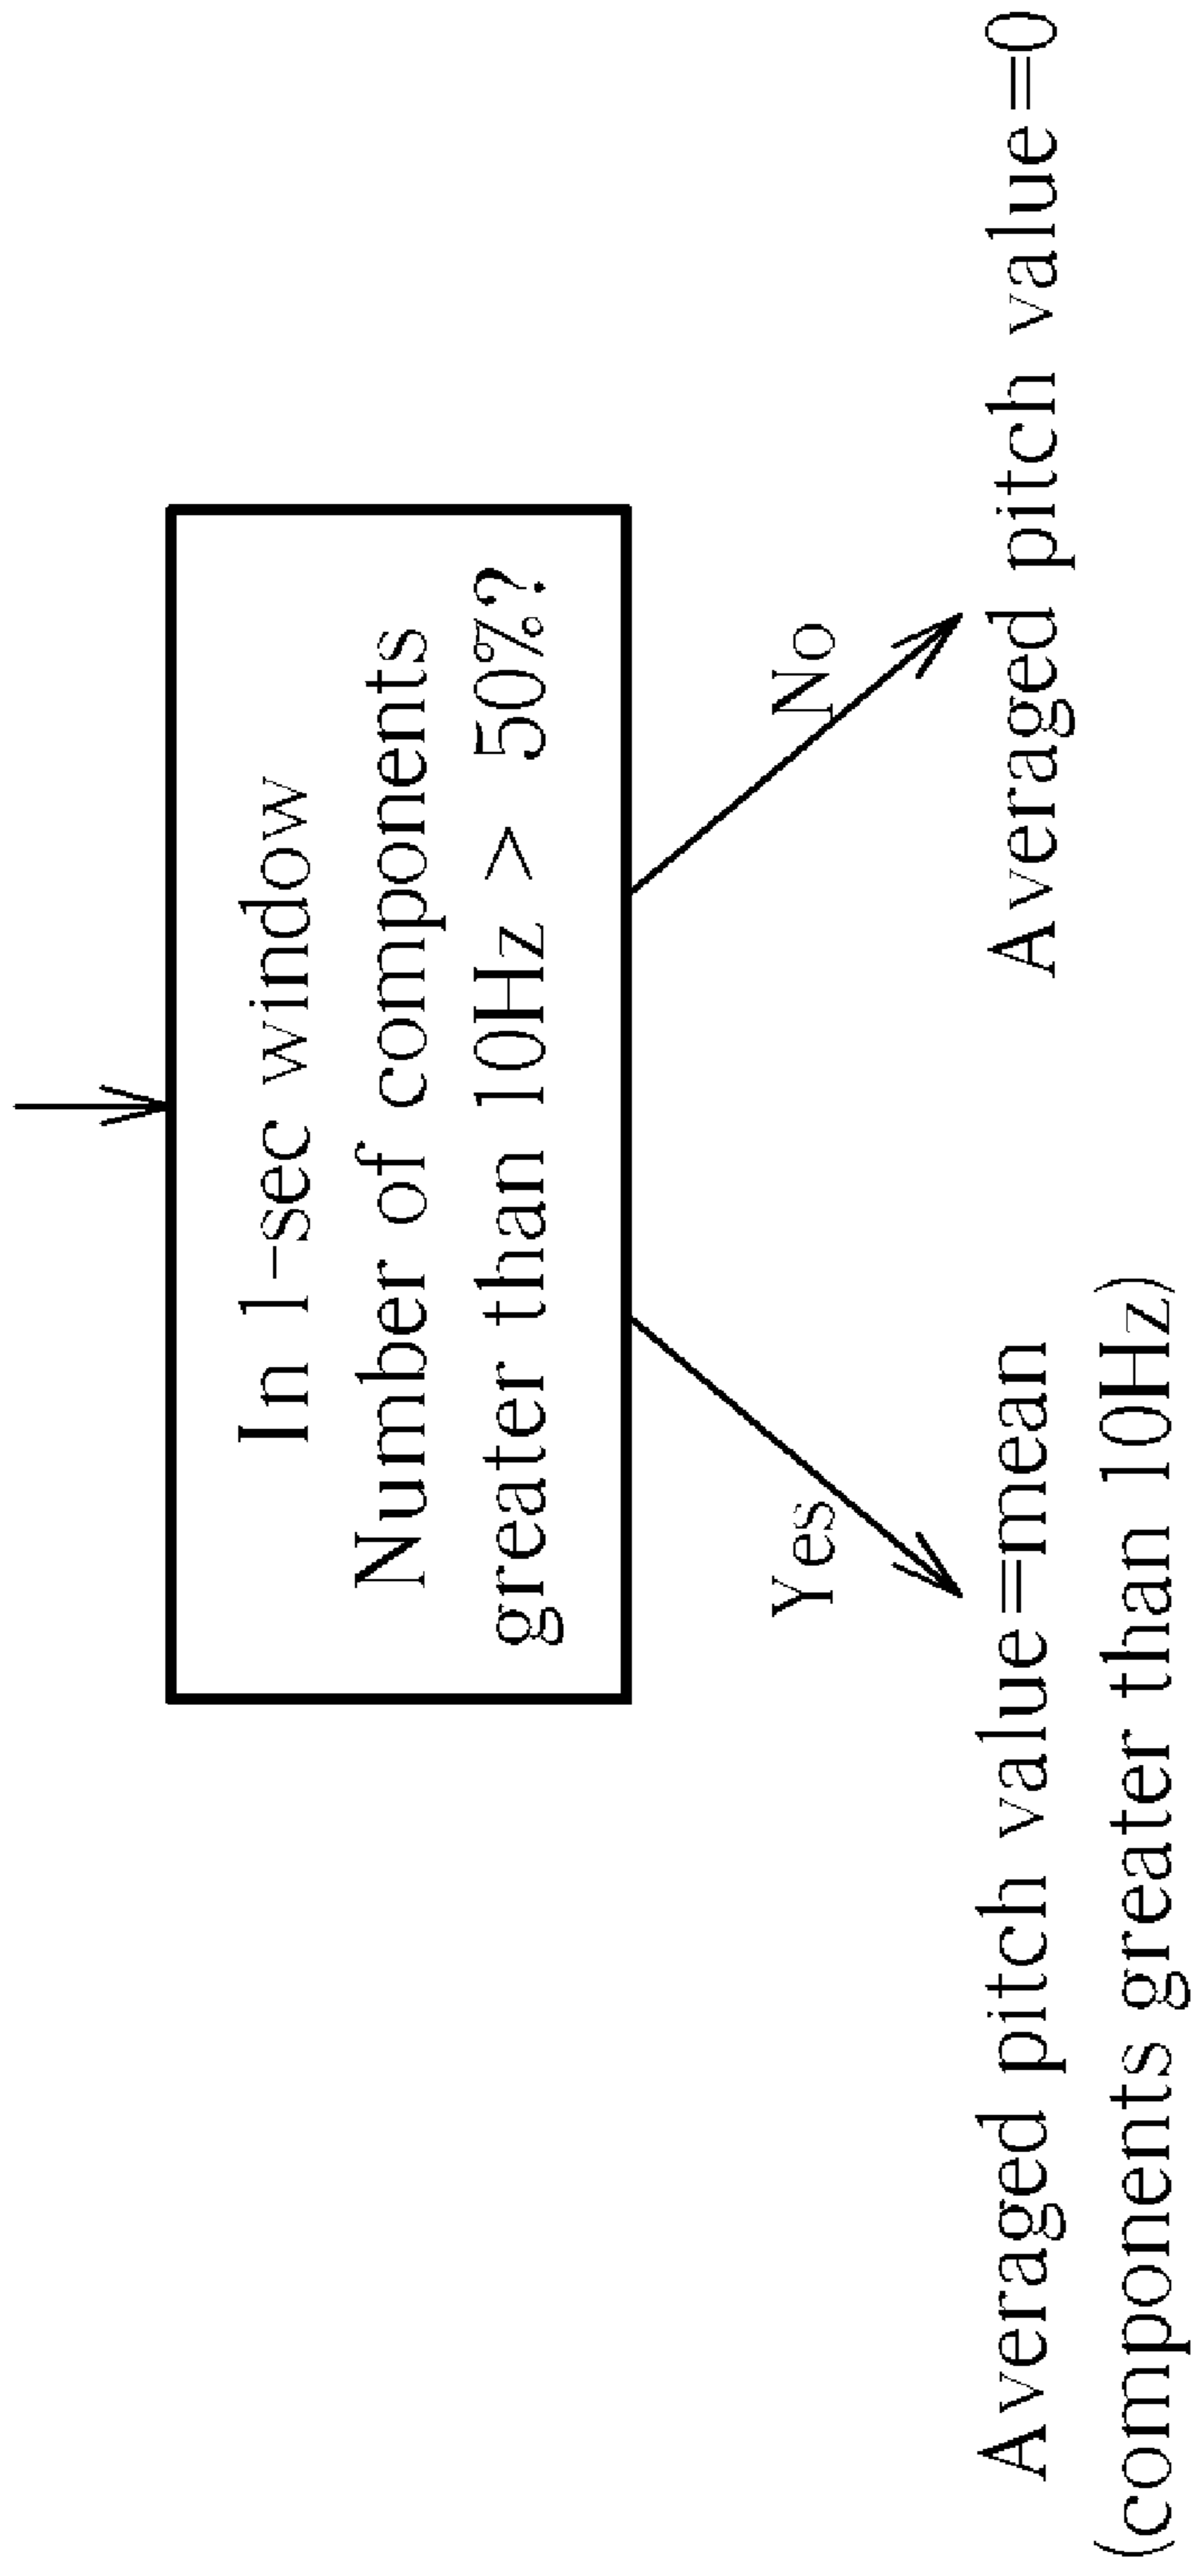 In 1-sec window
Number of components
greater than 10Hz > 50%?
Yes
No
Averaged pitch value=mean
(components greater than 10Hz)
Averaged pitch value=0